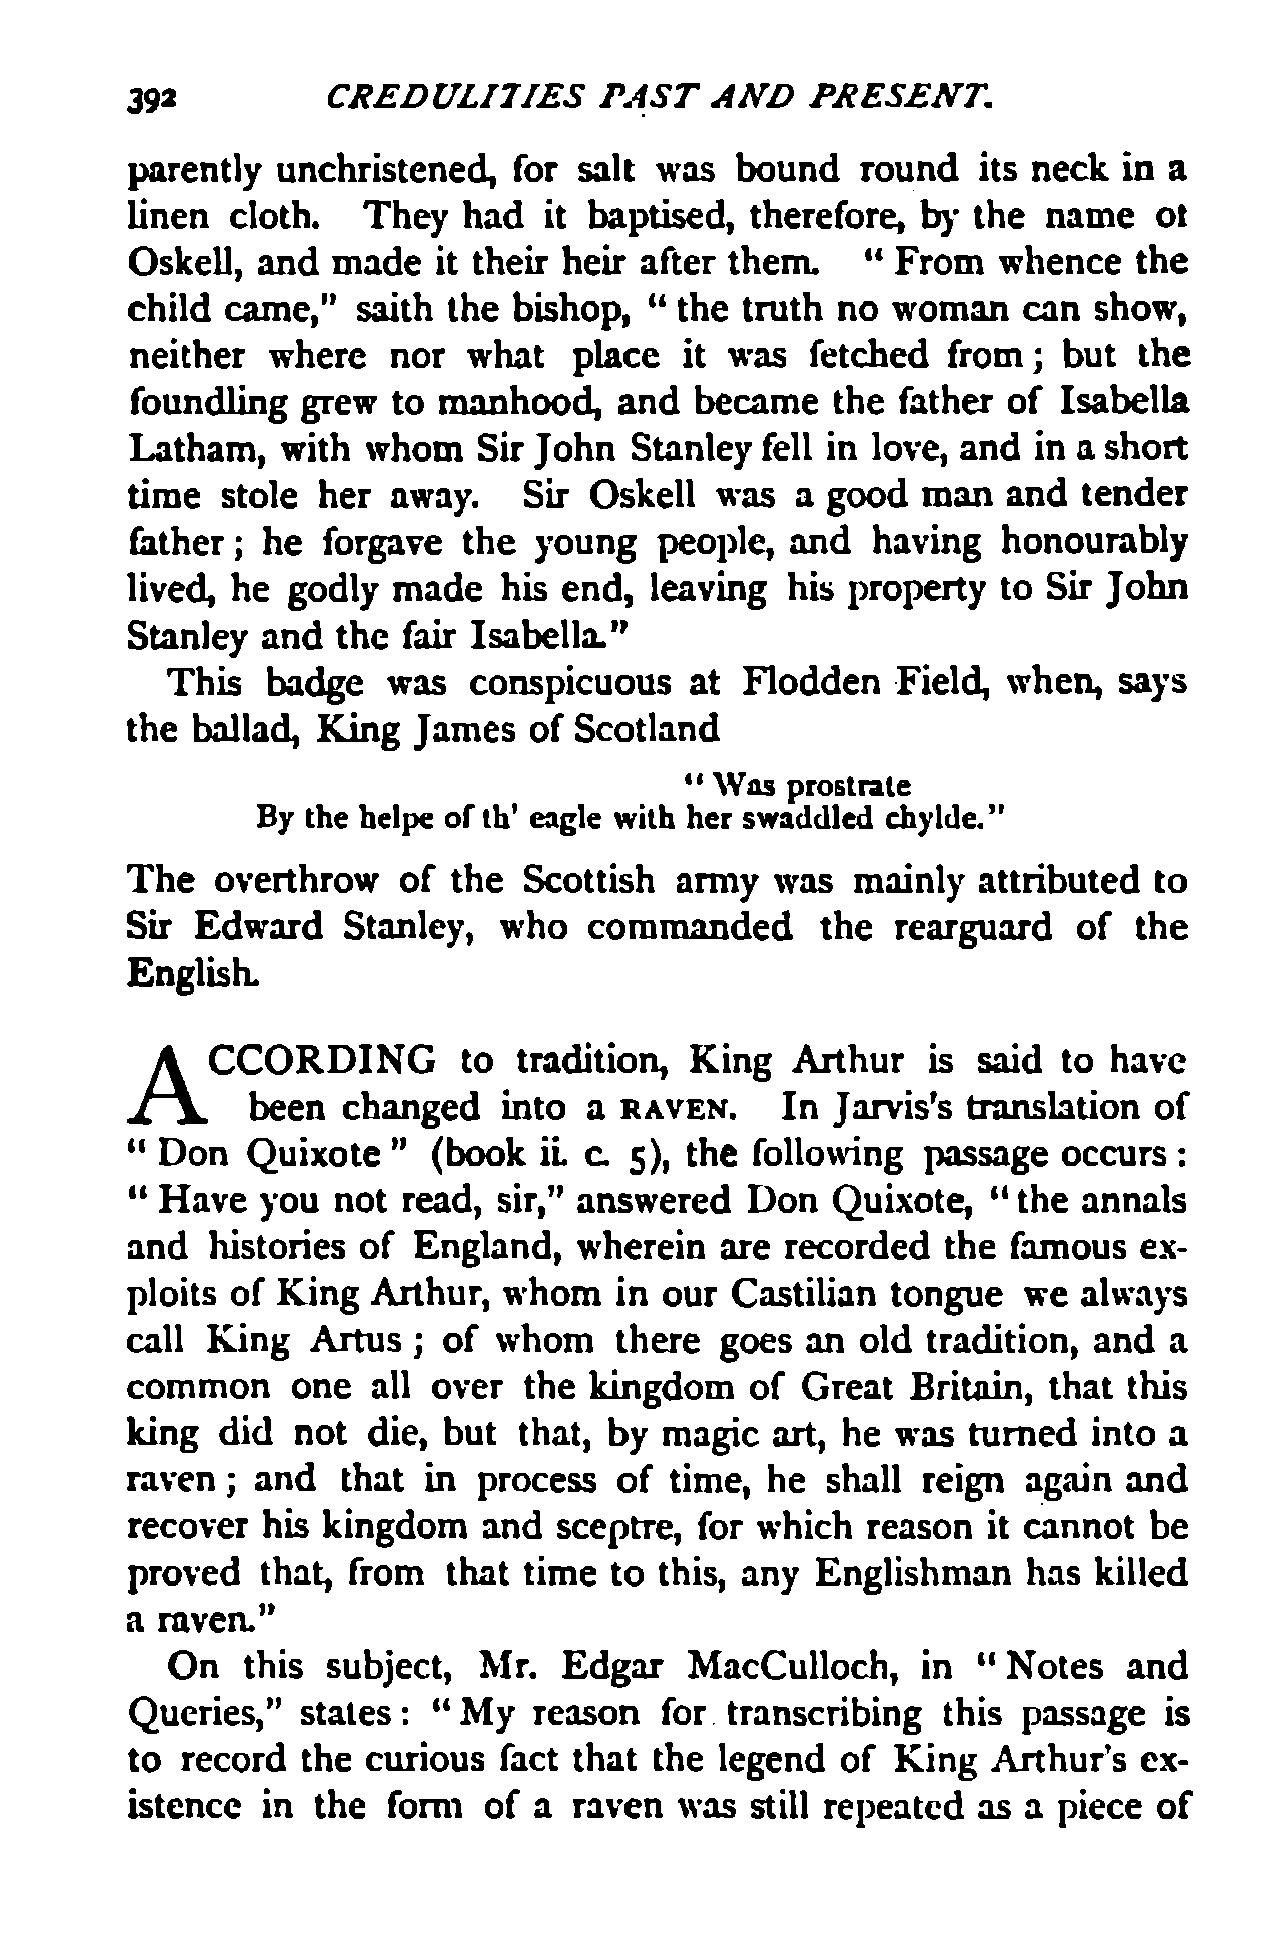 392 CREDULITIES PAST AND PRESENT.
parently unchristened, for salt was bound round its neck in a
linen cloth. They had it baptised, therefore, by the name of
Oskell, and made it their heir after them. " From whence the
child came," saith the bishop, " the truth no woman can show,
neither where nor what place it was fetched from ; but the
foundling grew to manhood, and became the father of Isabella
Latham, with whom Sir John Stanley fell in love, and in a short
time stole her away. Sir Oskell was a good man and tender
father ; he forgave the young people, and having honourably
lived, he godly made his end, leaving his property to Sir John
Stanley and the fair Isabella."
This badge was conspicuous at Flodden Field, when, says
the ballad, King James of Scotland
" Was prostrate
By the helpe of th' eagle with her swaddled chylde."
The overthrow of the Scottish army was mainly attributed to
Sir Edward Stanley, who commanded the rearguard of the
English.
ACCORDING to tradition, King Arthur is said to have
been changed into a RAVEN. In Jarvis's translation of
" Don Quixote " (book ii. c. 5), the following passage occurs :
" Have you not read, sir," answered Don Quixote, " the annals
and histories of England, wherein are recorded the famous ex-
ploits of King Arthur, whom in our Castilian tongue we always
call King Artus ; of whom there goes an old tradition, and a
common one all over the kingdom of Great Britain, that this
king did not die, but that, by magic art, he was turned into a
raven ; and that in process of time, he shall reign again and
recover his kingdom and sceptre, for which reason it cannot be
proved that, from that time to this, any Englishman has killed
a raven."
On this subject, Mr. Edgar MacCulloch, in " Notes and
Queries," states : " My reason for transcribing this passage is
to record the curious fact that the legend of King Arthur's ex-
istence in the form of a raven was still repeated as a piece of